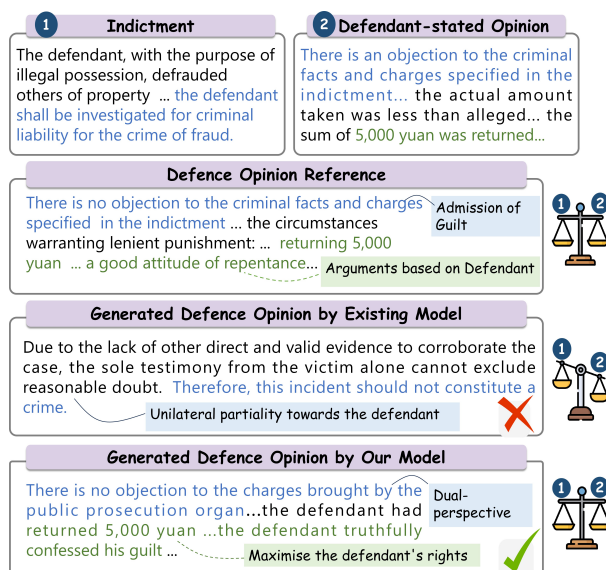 1 Indictment
The defendant, with the purpose of
illegal possession, defrauded
others of property ... the defendant
shall be investigated for criminal
liability for the crime of fraud.
2 Defendant-stated Opinion
There is an objection to the criminal
facts and charges specified in the
indictment... the actual amount
taken was less than alleged... the
sum of 5,000 yuan was returned...
Defence Opinion Reference
There is no objection to the criminal facts and charges
specified in the indictment ... the circumstances
warranting lenient punishment: ... returning 5,000
yuan ... a good attitude of repentance...
Admission of
Guilt
Arguments based on Defendant
1 2
Generated Defence Opinion by Existing Model
Due to the lack of other direct and valid evidence to corroborate the
case, the sole testimony from the victim alone cannot exclude
reasonable doubt. Therefore, this incident should not constitute a
crime.
Unilateral partiality towards the defendant
1 2
Generated Defence Opinion by Our Model
There is no objection to the charges brought by the
public prosecution organ...the defendant had
returned 5,000 yuan ...the defendant truthfully
confessed his guilt ...
Dual-
perspective
Maximise the defendant's rights
1 2